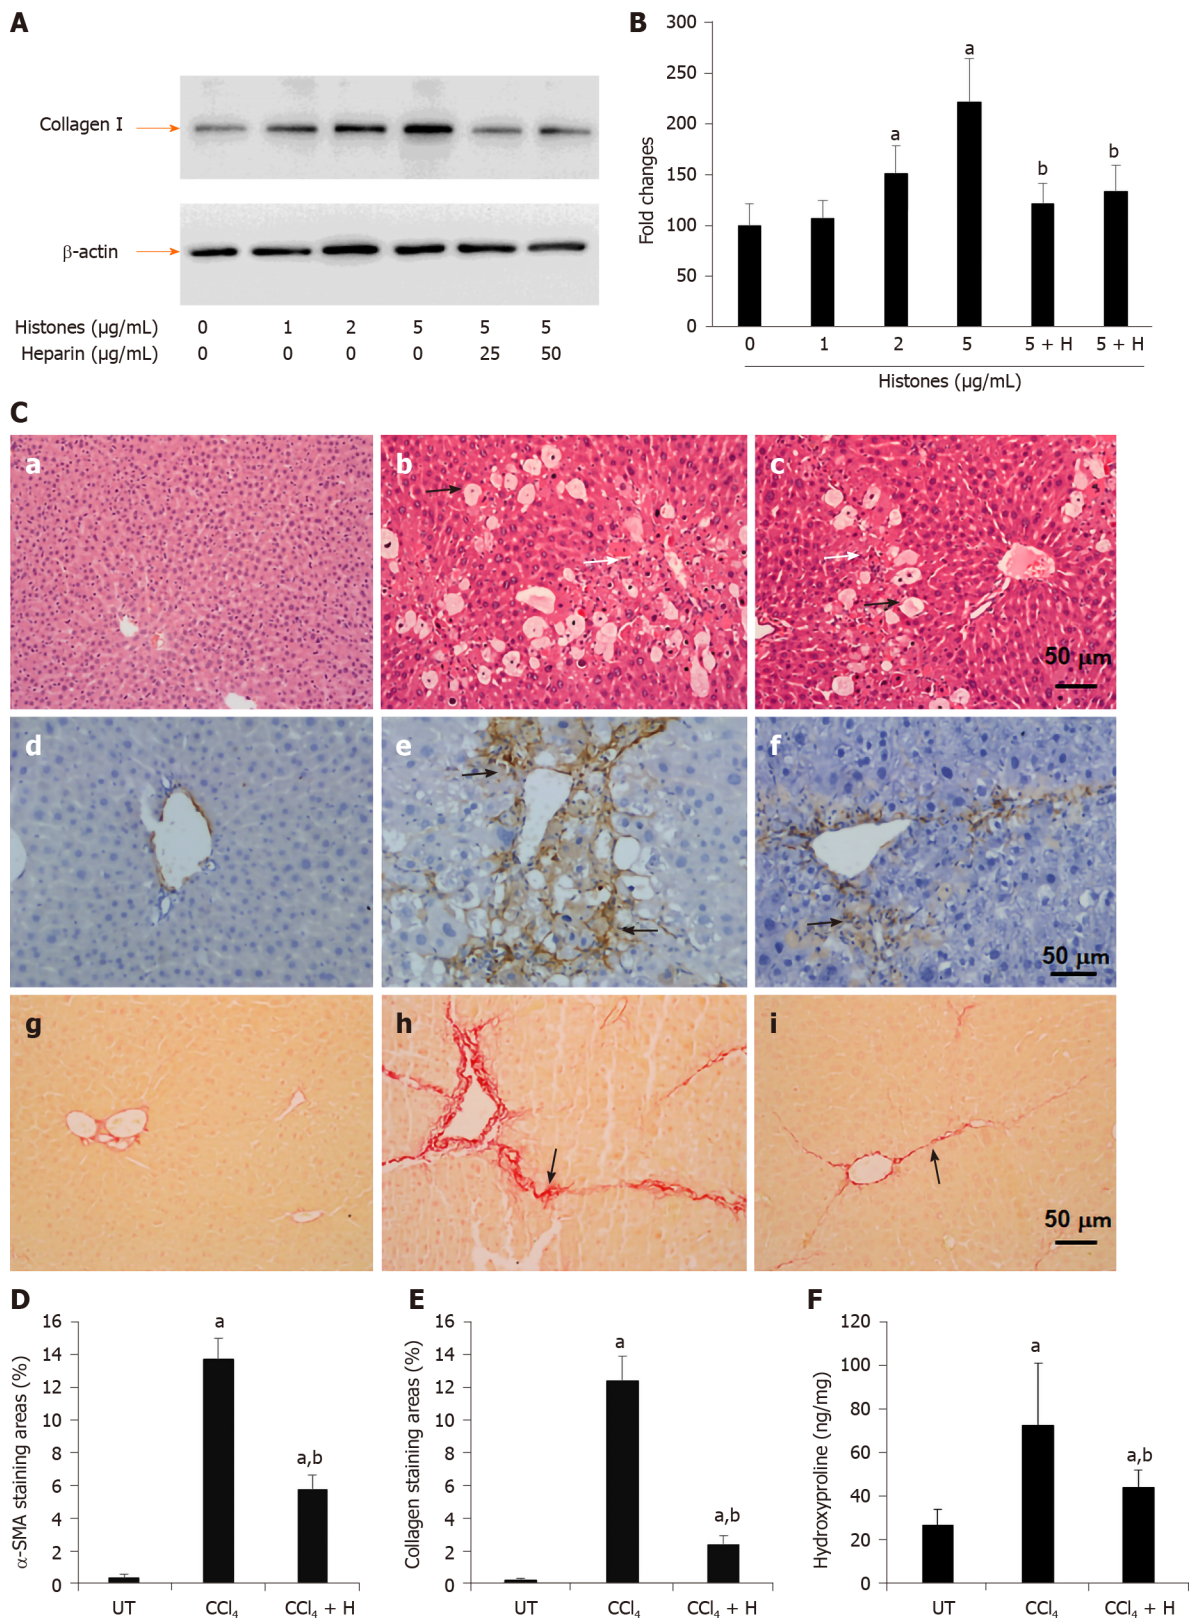 A
Collagen I
β-actin
Histones (µg/mL) 0 1 2 5 5 5
Heparin (µg/mL) 0 0 0 0 25 50
B
Fold changes
300
250
200
150
100
50
0
a
a
b
b
0 1 2 5 5 + H 5 + H
Histones (µg/mL)
C
a
b
c
50 µm
d
e
f
50 µm
g
h
i
50 µm
D
α-SMA staining areas (%)
16
14
12
10
8
6
4
2
0
a
a,b
UT CCl₄ CCl₄ + H
E
Collagen staining areas (%)
16
14
12
10
8
6
4
2
0
a
a,b
UT CCl₄ CCl₄ + H
F
Hydroxyproline (ng/mg)
120
100
80
60
40
20
0
a
a,b
UT CCl₄ CCl₄ + H